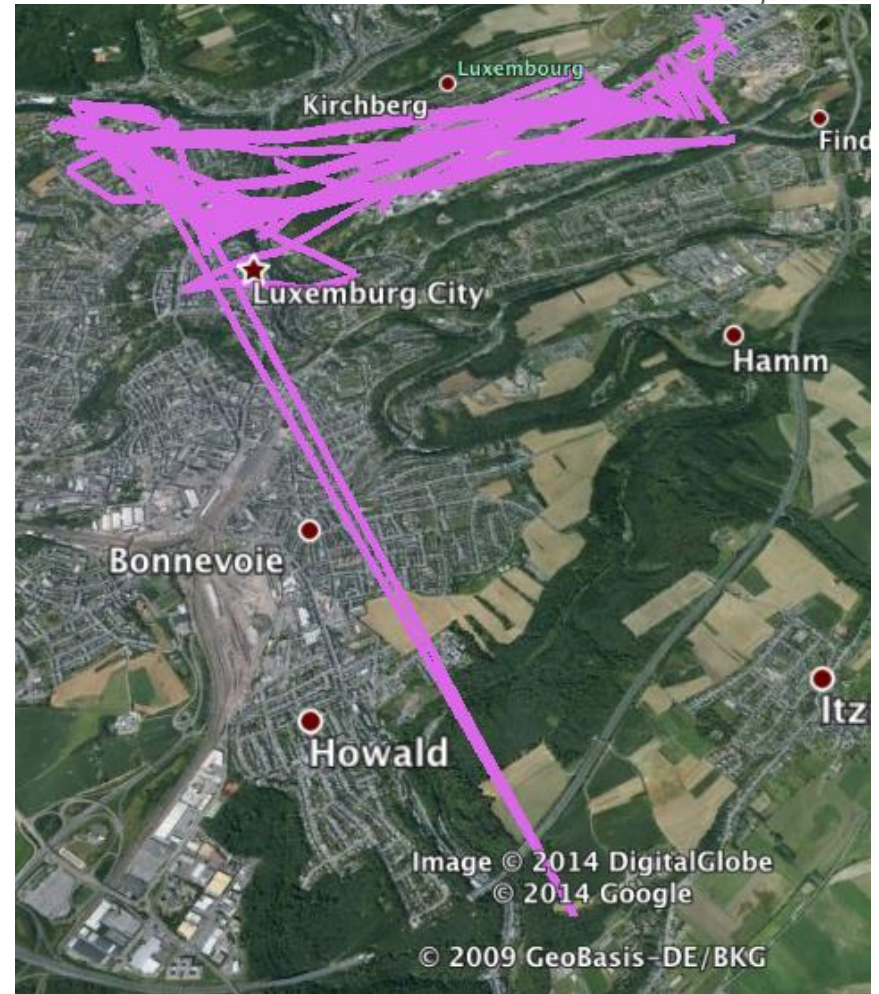 Luxembourg
Kirchberg
Find
Luxemburg City
Hamm
Bonnevoie
Itz
Howald
Image © 2014 DigitalGlobe
© 2014 Google
© 2009 GeoBasis-DE/BKG